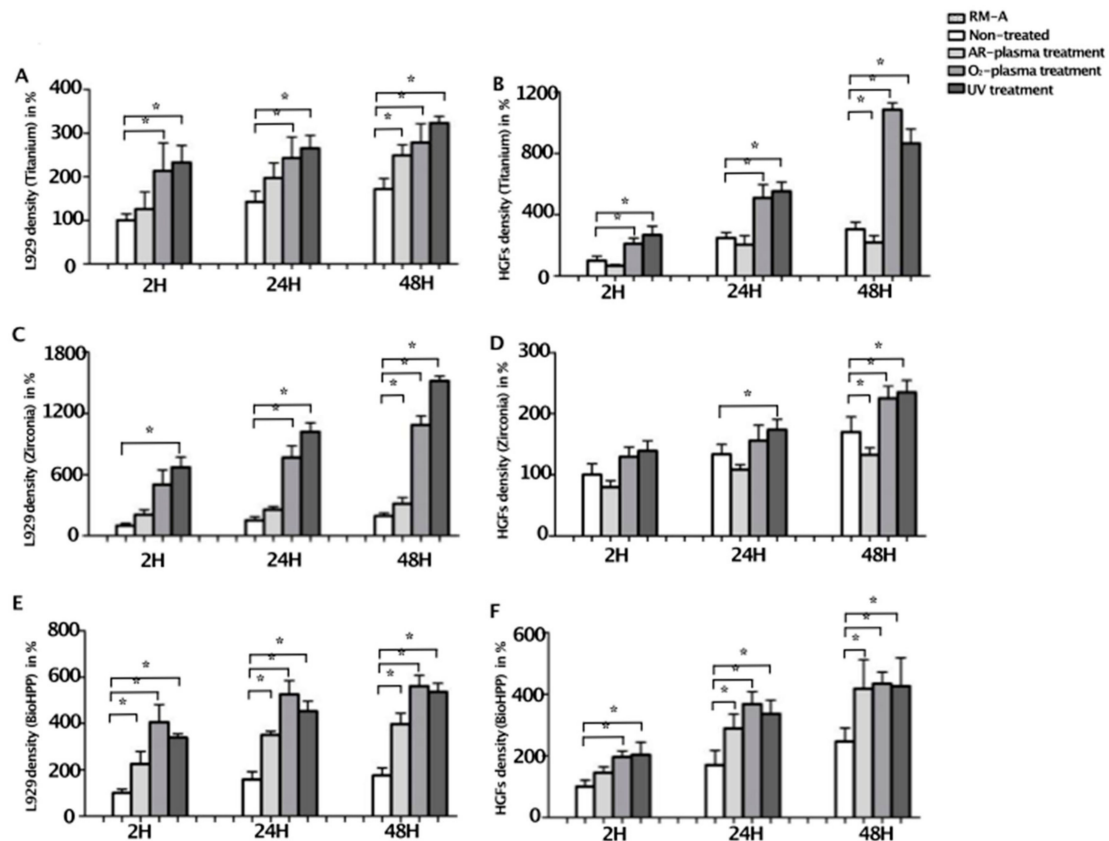 RM-A
Non-treated
AR-plasma treatment
O₂-plasma treatment
UV treatment
A
L929 density (Titanium) in %
400
300
200
100
0
* * * * * * *
2H 24H 48H
B
HGFs density (Titanium) in %
1200
800
400
0
* * * * * * *
2H 24H 48H
C
L929 density (Zirconia) in %
1800
1200
600
0
* * * * * *
2H 24H 48H
D
HGFs density (Zirconia) in %
300
200
100
0
* * * *
2H 24H 48H
E
L929 density (BioHPP) in %
800
600
400
200
0
* * * * * * * * *
2H 24H 48H
F
HGFs density (BioHPP) in %
600
400
200
0
* * * * * * * *
2H 24H 48H